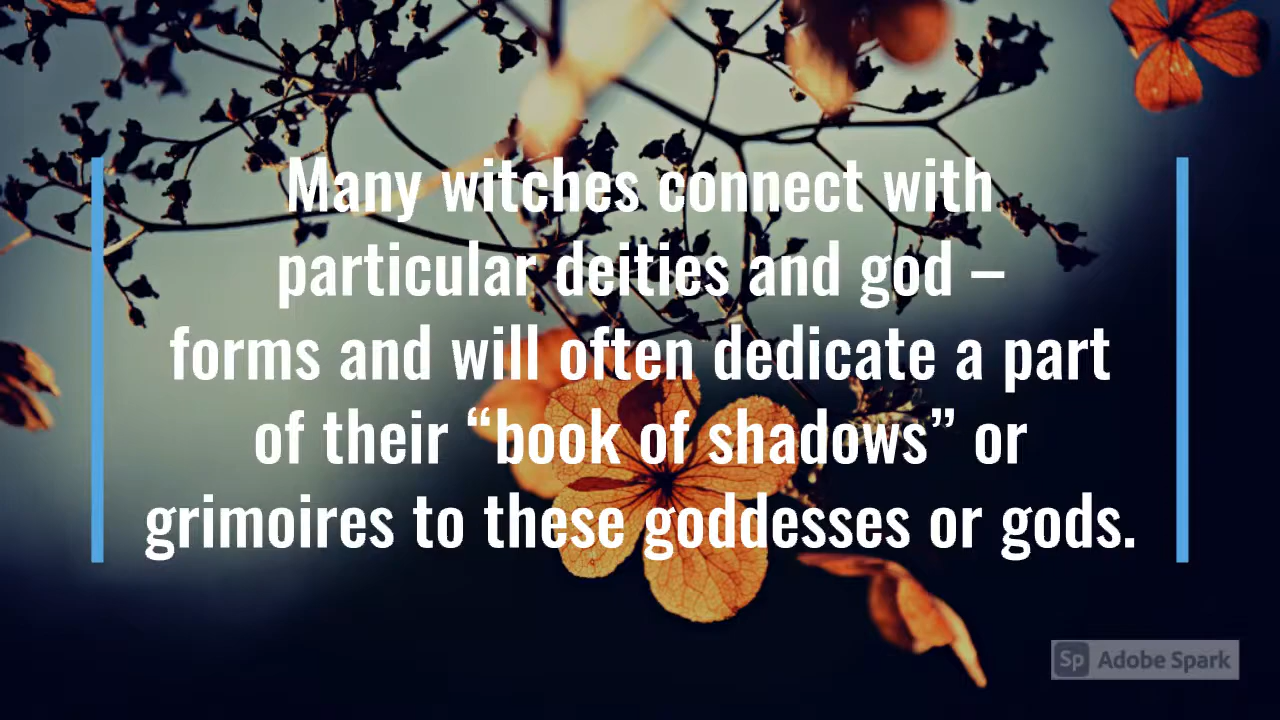 Many witches connect with
particular deities and god –
forms and will often dedicate a part
of their “book of shadows” or
grimoires to these goddesses or gods.
Sp Adobe Spark